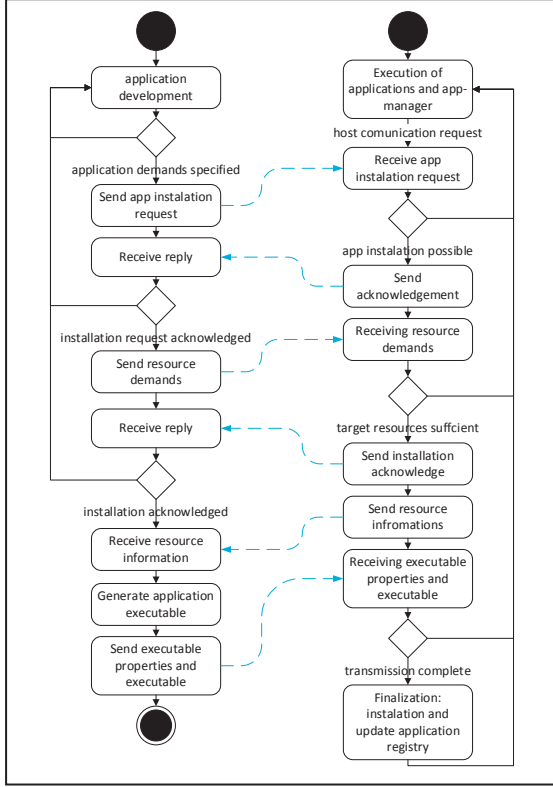 application
development
application demands specified
Send app instalation
request
Receive reply
installation request acknowledged
Send resource
demands
Receive reply
installation acknowledged
Receive resource
information
Generate application
executable
Send executable
properties and
executable
Execution of
applications and app-
manager
host comunication request
Receive app
instalation request
app instalation possible
Send
acknowledgement
Receiving resource
demands
target resources suffcient
Send installation
acknowledge
Send resource
infromations
Receiving executable
properties and
executable
transmission complete
Finalization:
instalation and
update application
registry